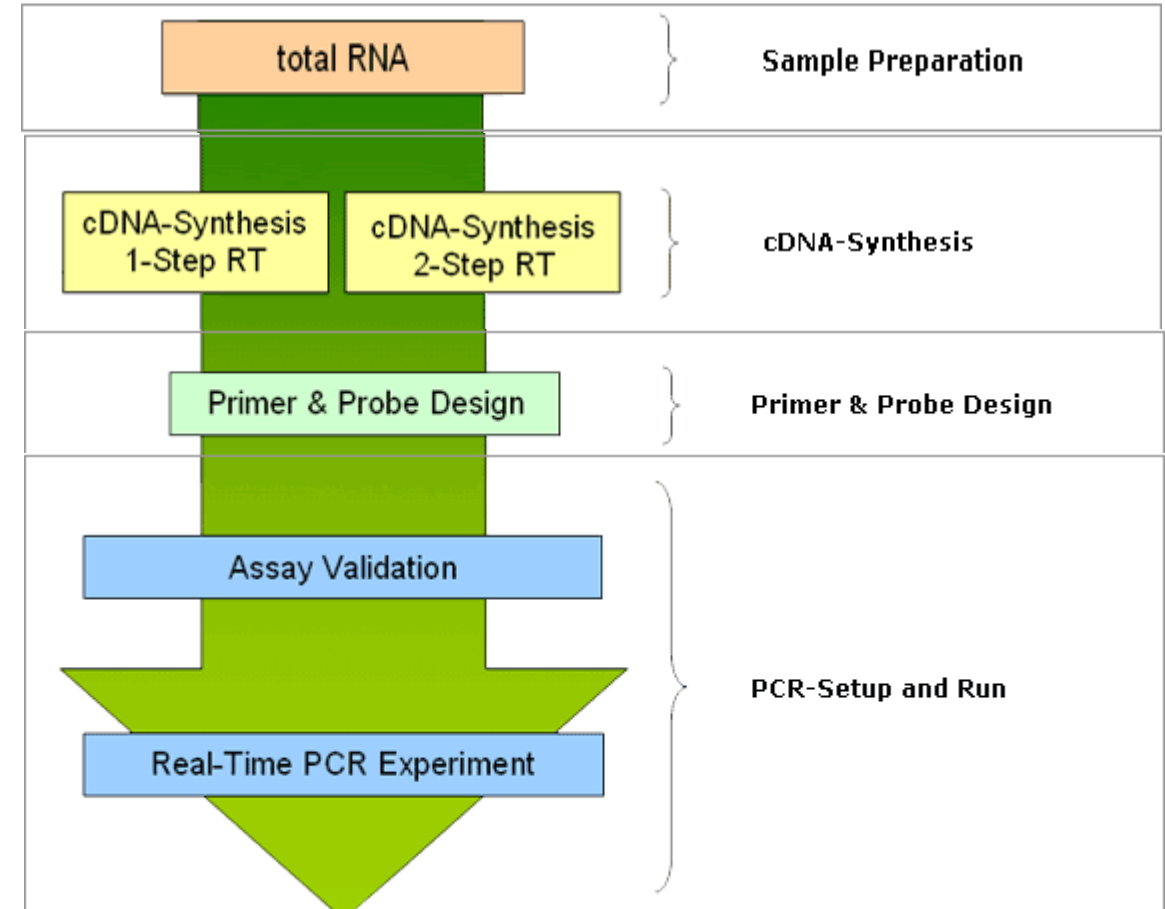 total RNA
Sample Preparation
cDNA-Synthesis
1-Step RT
cDNA-Synthesis
2-Step RT
cDNA-Synthesis
Primer & Probe Design
Primer & Probe Design
Assay Validation
PCR-Setup and Run
Real-Time PCR Experiment